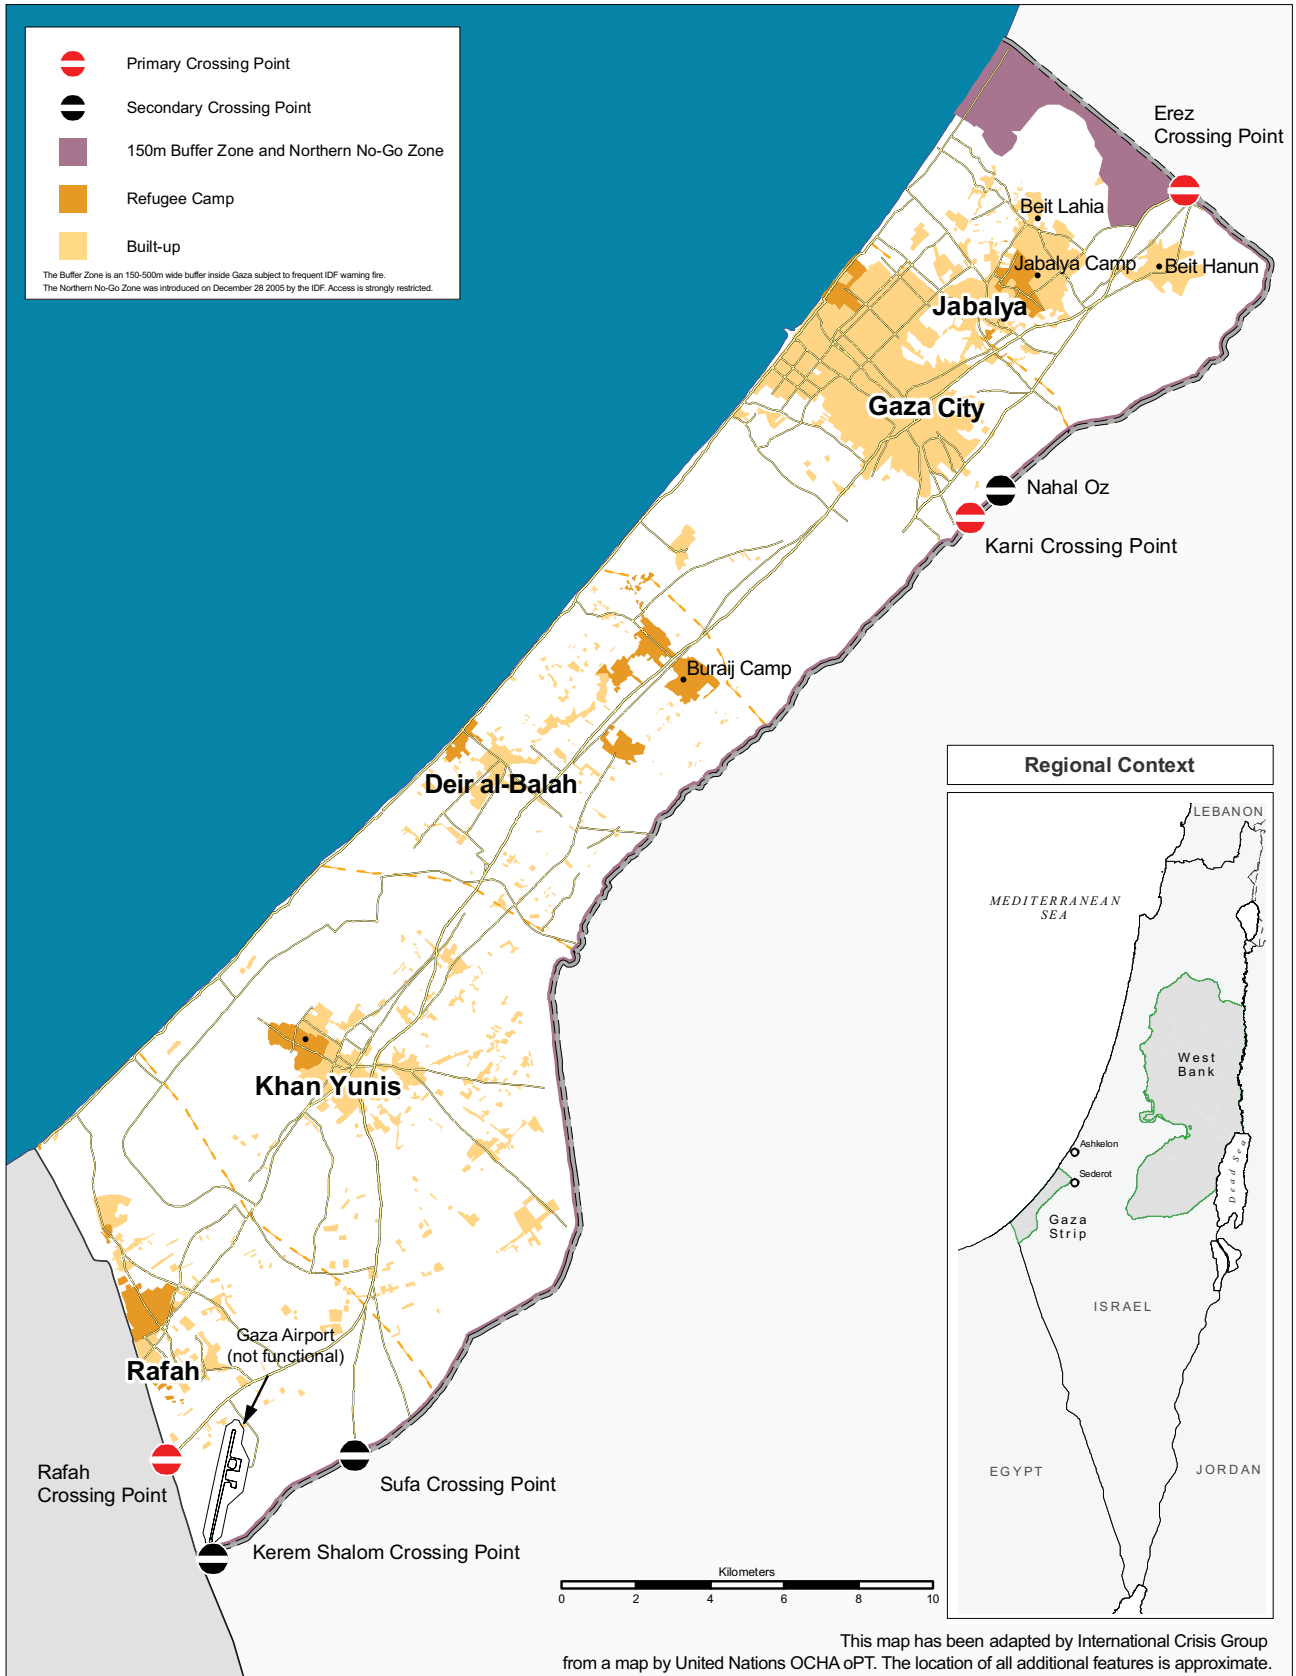 Primary Crossing Point
Secondary Crossing Point
150m Buffer Zone and Northern No-Go Zone
Refugee Camp
Built-up
The Buffer Zone is an 150-500m wide buffer inside Gaza subject to frequent IDF warning fire.
The Northern No-Go Zone was introduced on December 28 2005 by the IDF. Access is strongly restricted.
Erez
Crossing Point
Beit Lahia
Jabalya Camp
Beit Hanun
Jabalya
Gaza City
Nahal Oz
Karni Crossing Point
Buraij Camp
Deir al-Balah
Khan Yunis
Gaza Airport
(not functional)
Rafah
Rafah
Crossing Point
Sufa Crossing Point
Kerem Shalom Crossing Point
Kilometers
0 2 4 6 8 10
Regional Context
LEBANON
MEDITERRANEAN
SEA
West
Bank
Ashkelon
Sederot
Dead Sea
Gaza
Strip
ISRAEL
EGYPT
JORDAN
This map has been adapted by International Crisis Group
from a map by United Nations OCHA oPT. The location of all additional features is approximate.